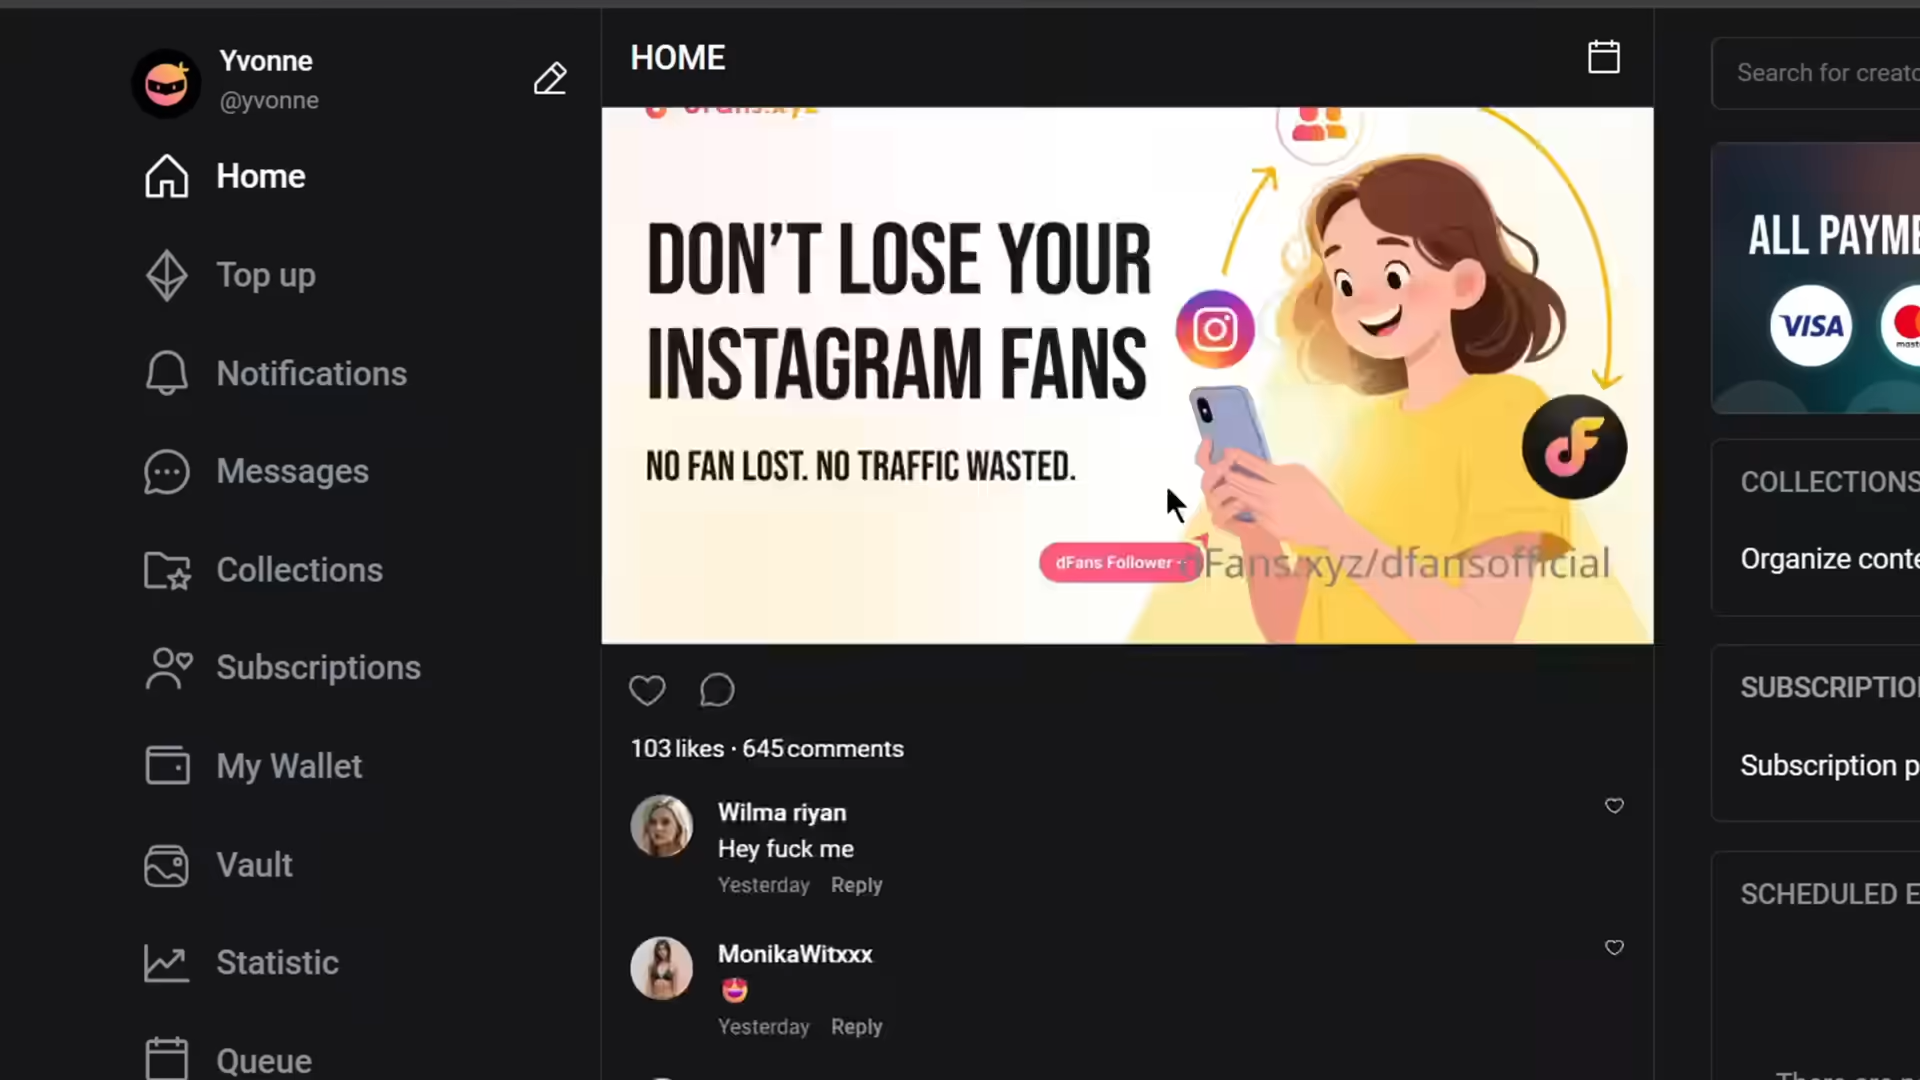 Yvonne
@yvonne
Home
Top up
Notifications
Messages
Collections
Subscriptions
My Wallet
Vault
Statistic
Queue
HOME
DON'T LOSE YOUR
INSTAGRAM FANS
NO FAN LOST. NO TRAFFIC WASTED.
dFans Follower
dFans.xyz/dfansofficial
103 likes · 645 comments
Wilma riyan
Hey fuck me
Yesterday Reply
MonikaWitxxx
😍
Yesterday Reply
Search for creato
ALL PAYME
VISA
COLLECTIONS
Organize conte
SUBSCRIPTIO
Subscription p
SCHEDULED E